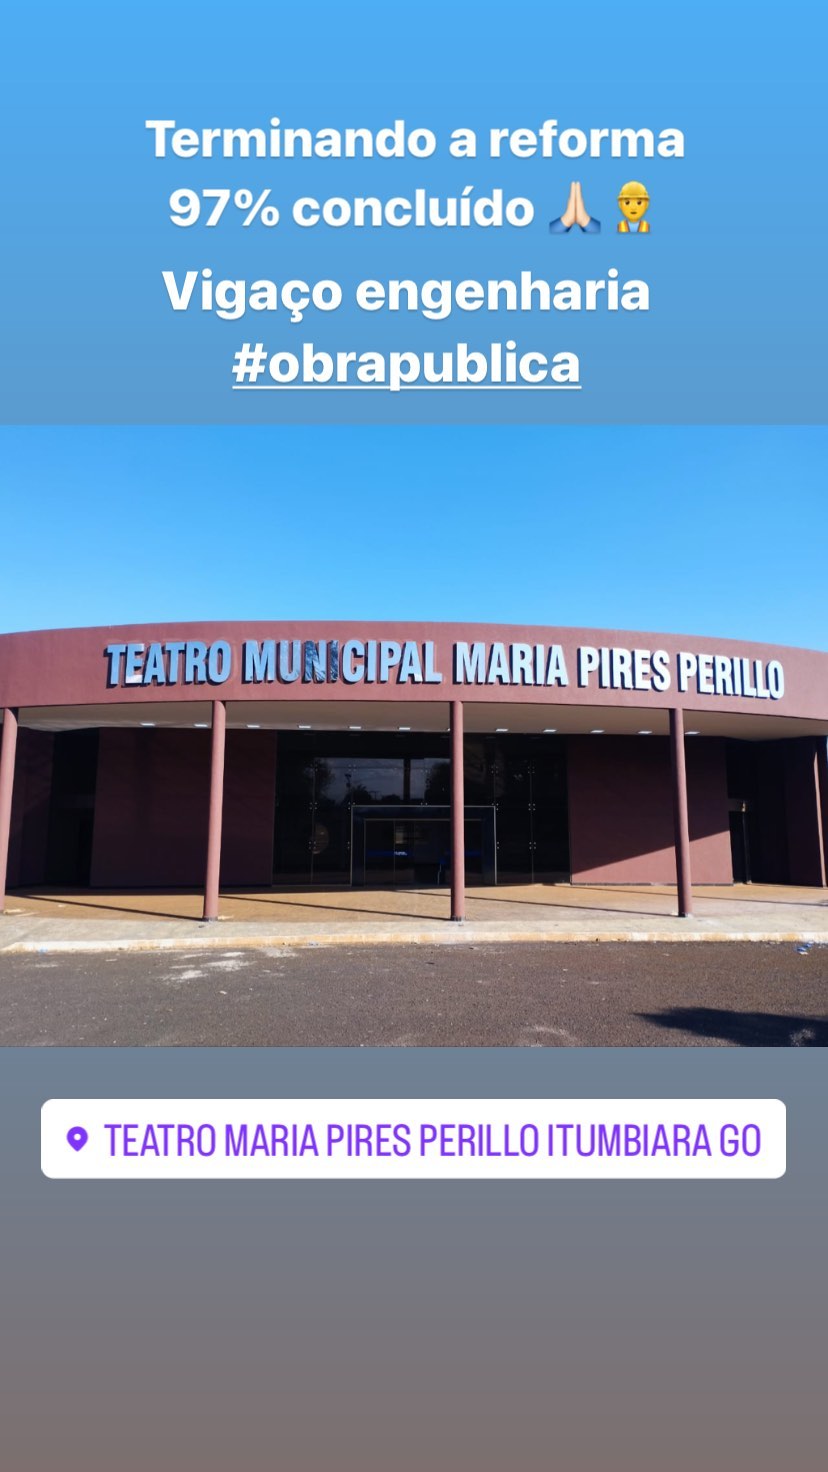 Terminando a reforma
97% concluído 🙏🏻👷
Vigaço engenharia
#obrapublica
TEATRO MUNICIPAL MARIA PIRES PERILLO
TEATRO MARIA PIRES PERILLO ITUMBIARA GO